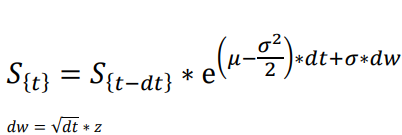 S_{t} = S_{t−dt} * e^{(μ−σ²/2)*dt+σ*dw}
dw = √dt * z